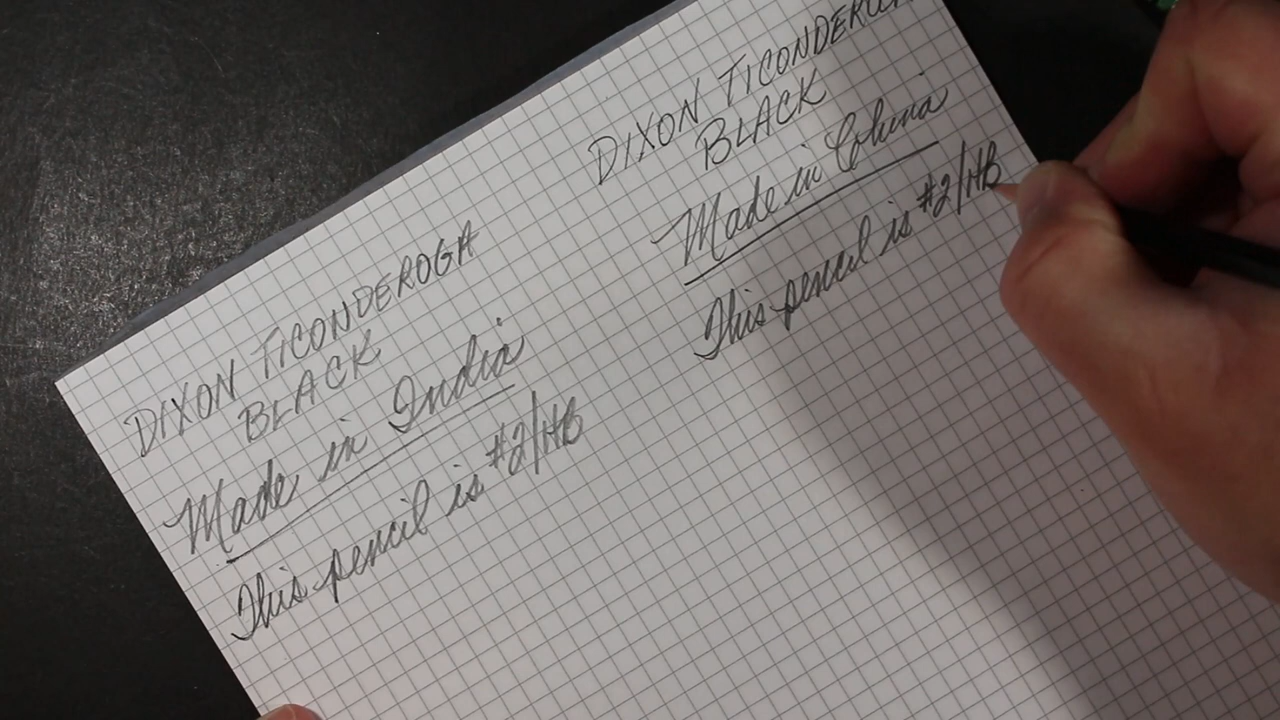 DIXON TICONDEROGA
BLACK
Made in India
This pencil is #2/HB
DIXON TICONDEROGA
BLACK
Made in China
This pencil is #2/HB